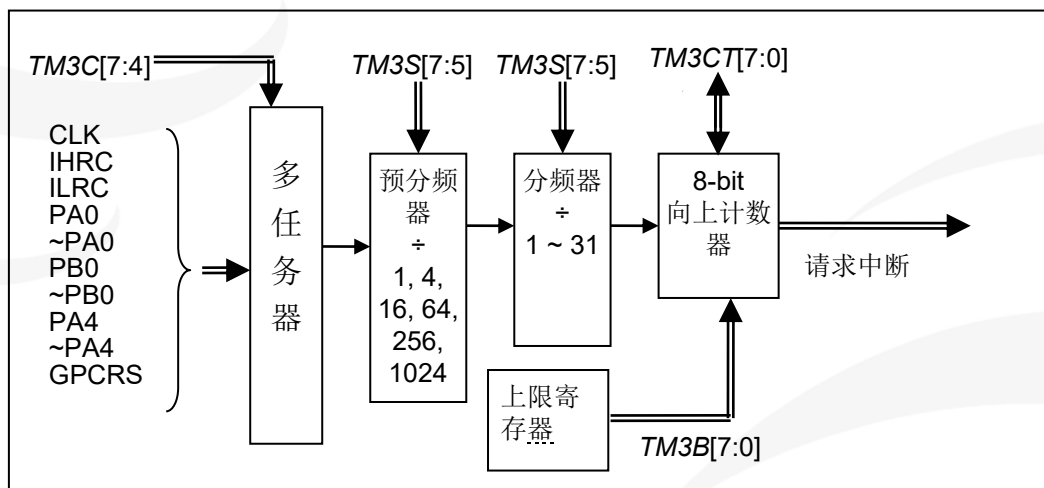 TM3C[7:4]
TM3S[7:5]
TM3S[7:5]
TM3CT[7:0]
CLK
IHRC
ILRC
PA0
~PA0
PB0
~PB0
PA4
~PA4
GPCRS
多
任
务
器
预分频
器
÷
1, 4,
16, 64,
256,
1024
分频器
÷
1 ~ 31
8-bit
向上计数
器
请求中断
上限寄
存器
TM3B[7:0]